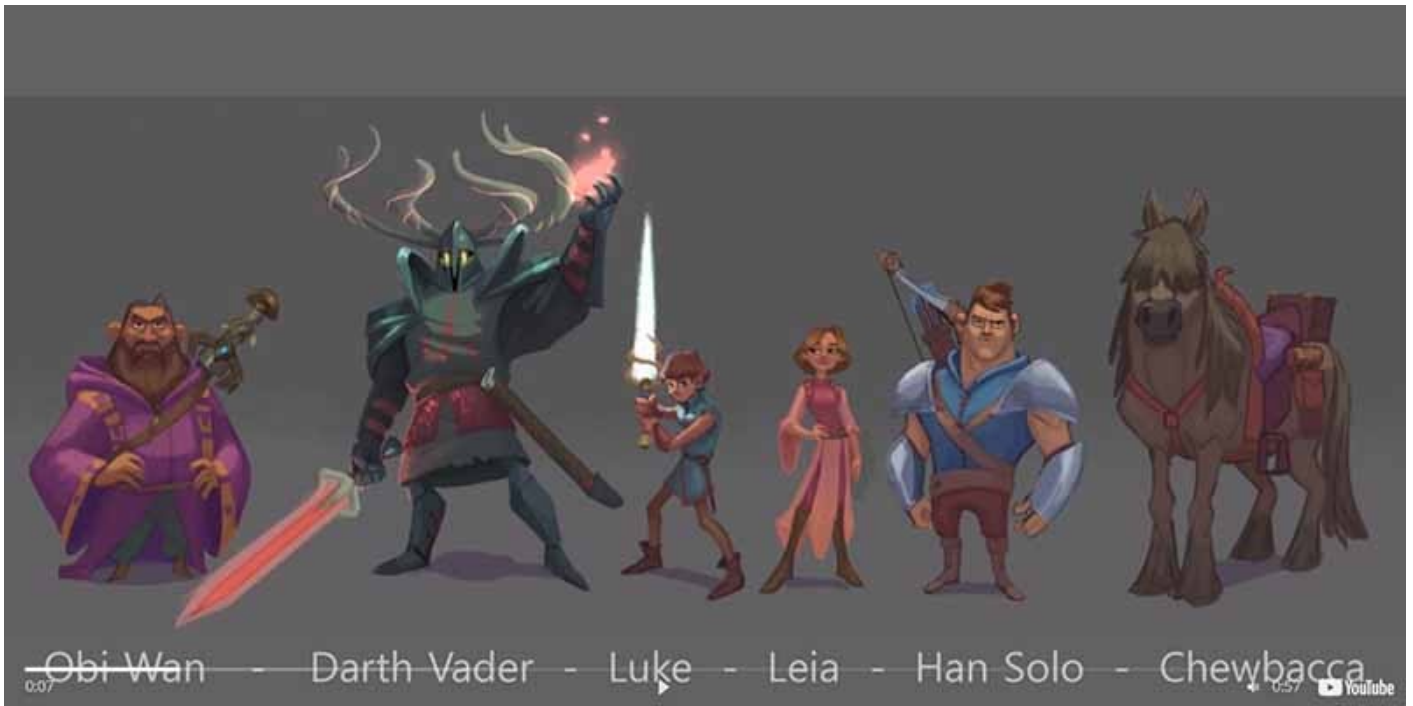 Obi Wan - Darth Vader - Luke - Leia - Han Solo - Chewbacca
0:07 0:57 YouTube